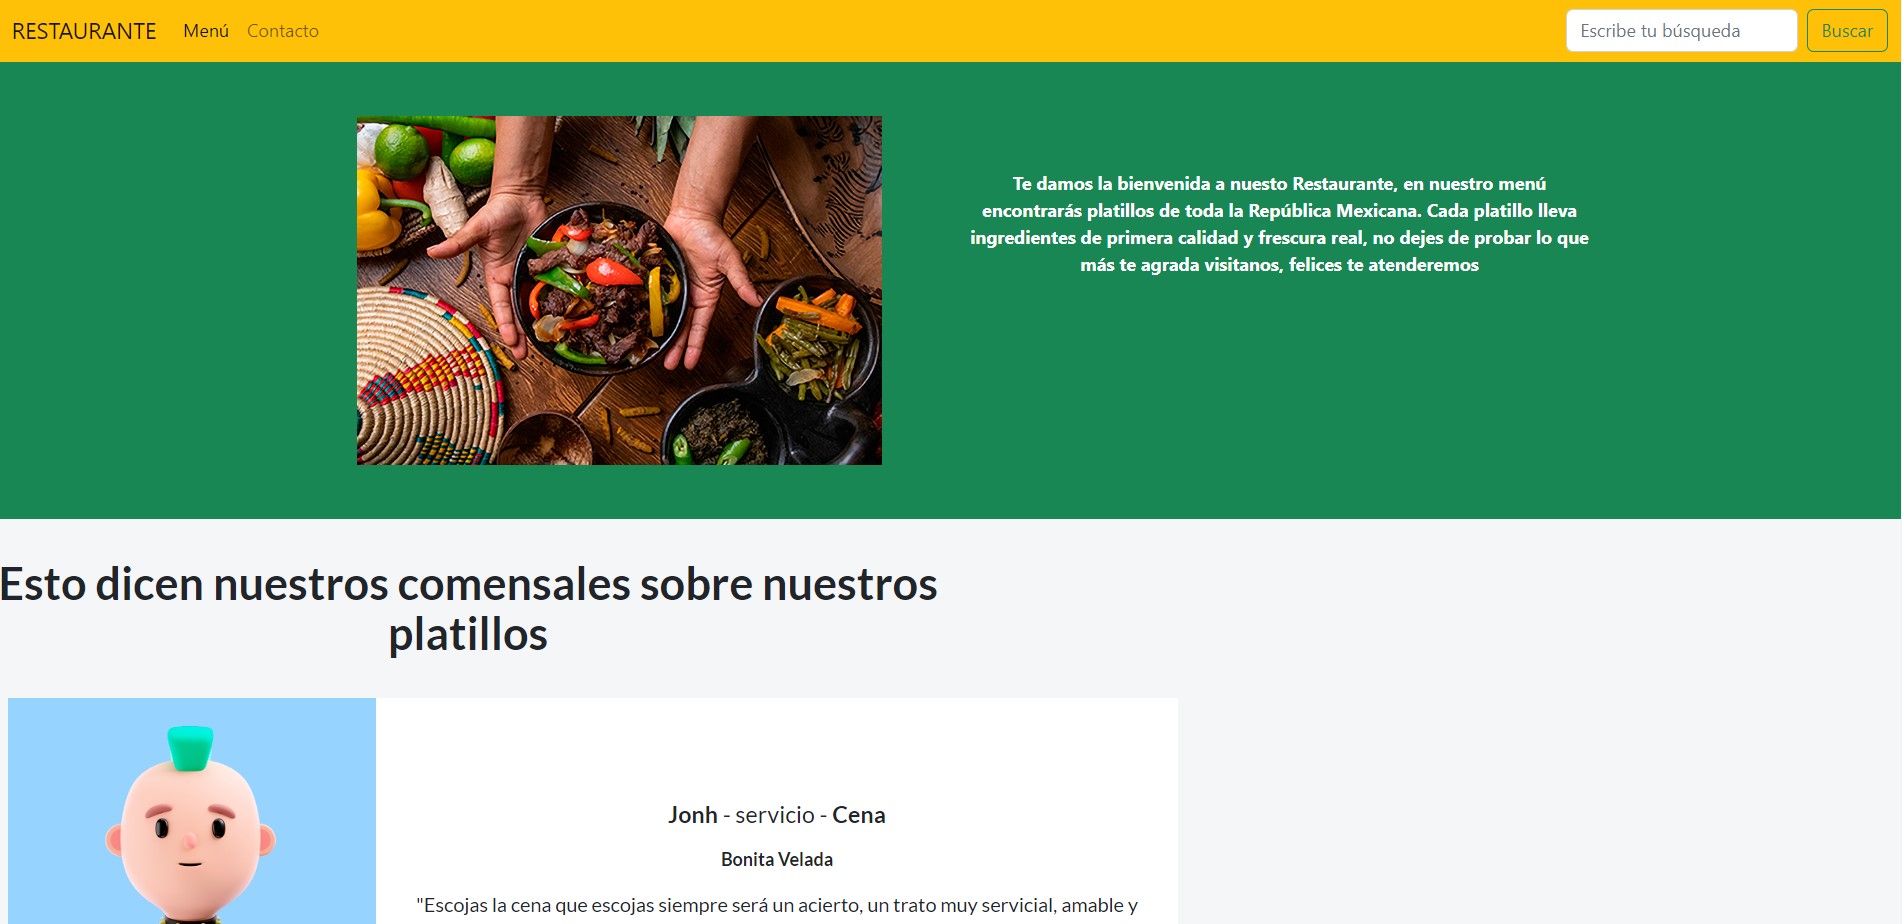 RESTAURANTE Menú Contacto Escribe tu búsqueda Buscar
Te damos la bienvenida a nuesto Restaurante, en nuestro menú
encontrarás platillos de toda la República Mexicana. Cada platillo lleva
ingredientes de primera calidad y frescura real, no dejes de probar lo que
más te agrada visitanos, felices te atenderemos
Esto dicen nuestros comensales sobre nuestros
platillos
Jonh - servicio - Cena
Bonita Velada
"Escojas la cena que escojas siempre será un acierto, un trato muy servicial, amable y